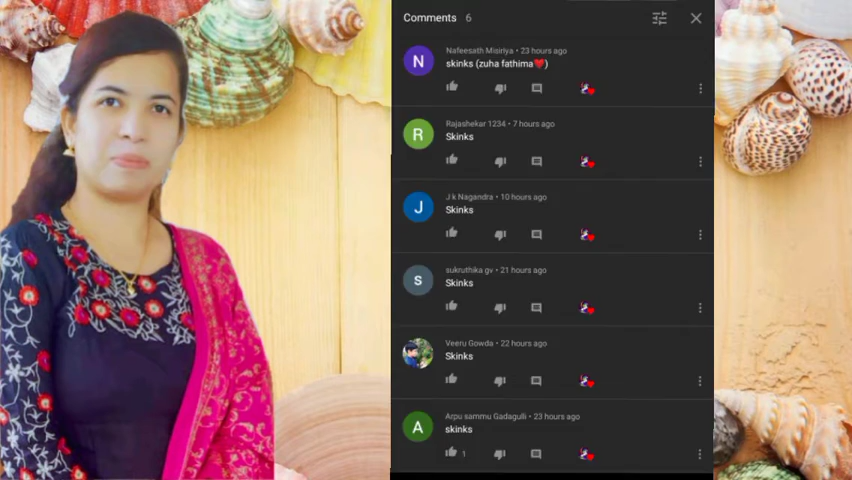 Comments 6
N
Nafeesath Misiriya • 23 hours ago
skinks (zuha fathima❤️)
R
Rajashekar 1234 • 7 hours ago
Skinks
J
J k Nagandra • 10 hours ago
Skinks
s
sukruthika gv • 21 hours ago
Skinks
Veeru Gowda • 22 hours ago
Skinks
A
Arpu sammu Gadagulli • 23 hours ago
skinks
1